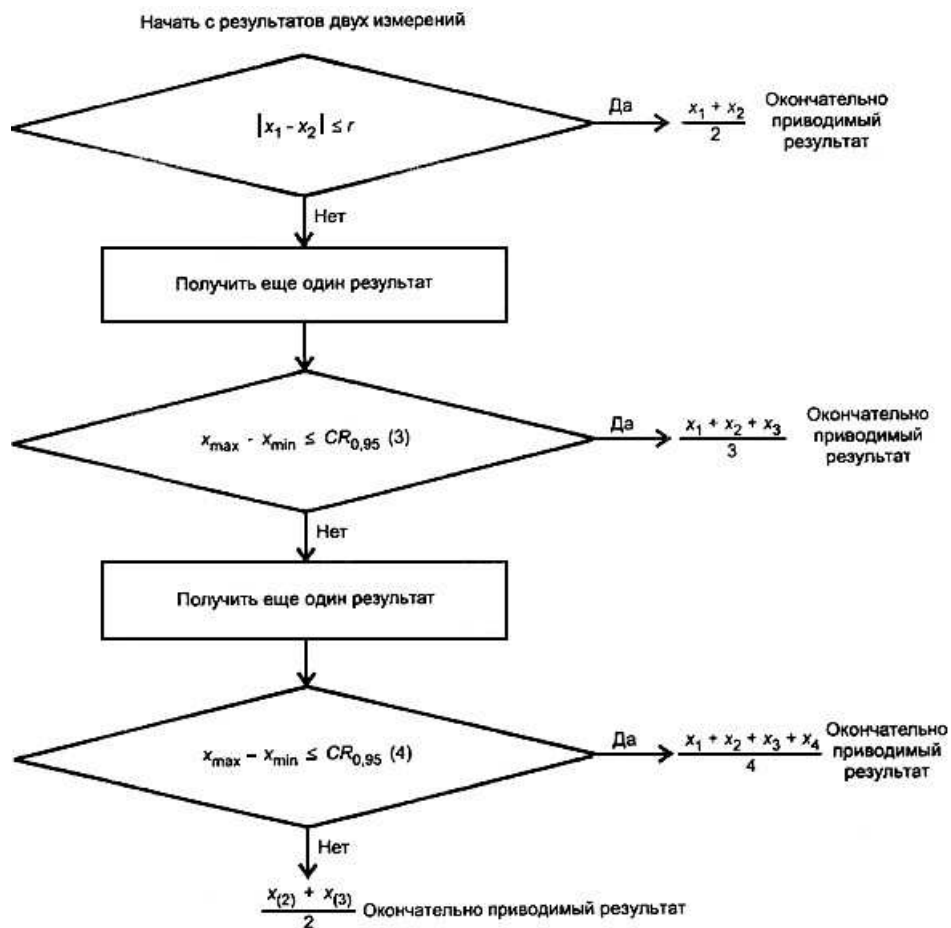 Начать с результатов двух измерений
|x₁ - x₂| ≤ r
Да
x₁ + x₂
2
Окончательно
приводимый
результат
Нет
Получить еще один результат
xmax - xmin ≤ CR0,95 (3)
Да
x₁ + x₂ + x₃
3
Окончательно
приводимый
результат
Нет
Получить еще один результат
xmax – xmin ≤ CR0,95 (4)
Да
x₁ + x₂ + x₃ + x₄
4
Окончательно
приводимый
результат
Нет
x(2) + x(3)
2
Окончательно приводимый результат